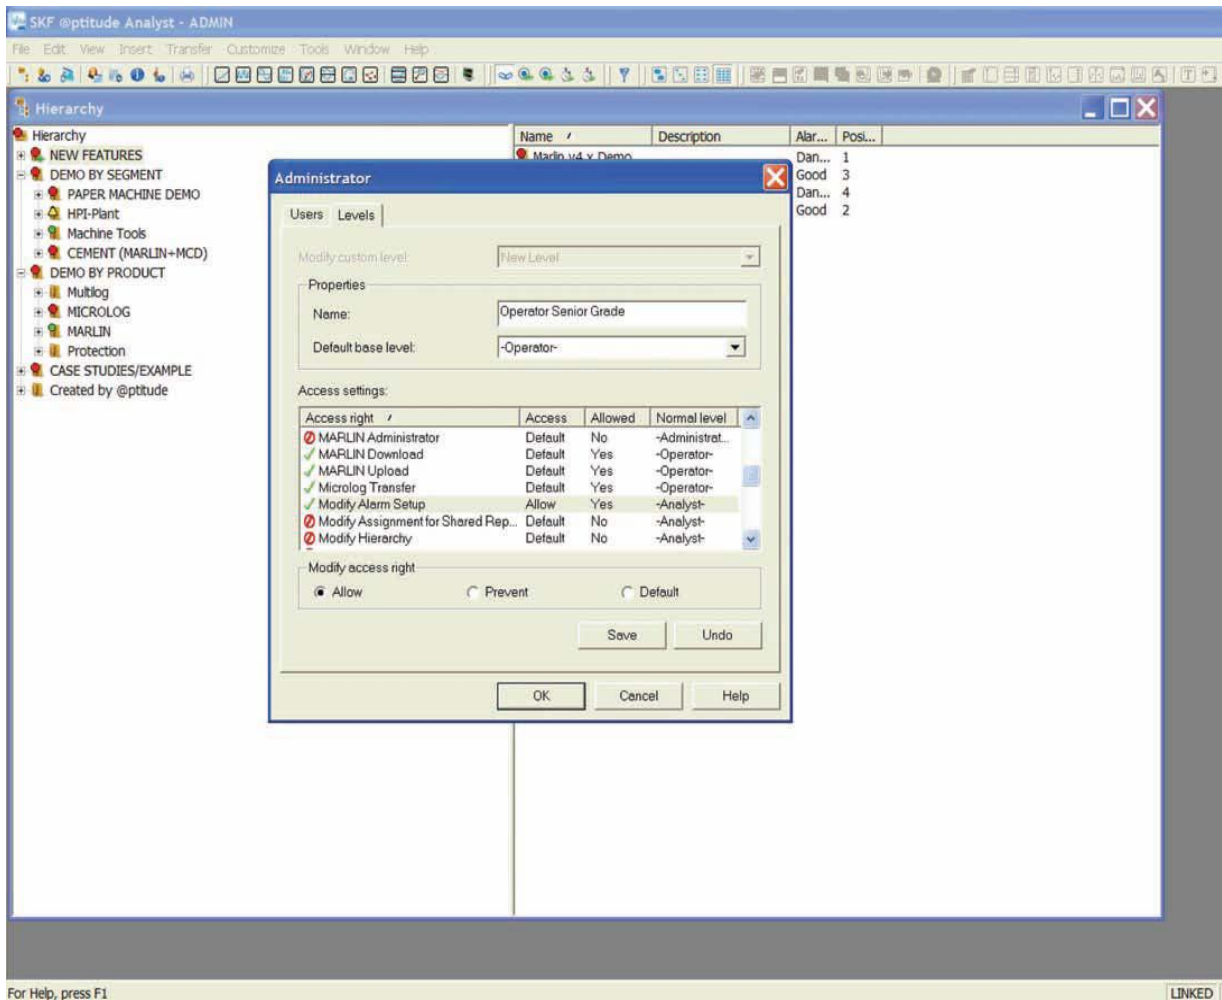 SKF @ptitude Analyst - ADMIN
File Edit View Insert Transfer Customize Tools Window Help
Hierarchy
Hierarchy
NEW FEATURES
DEMO BY SEGMENT
PAPER MACHINE DEMO
HPI-Plant
Machine Tools
CEMENT (MARLIN+MCD)
DEMO BY PRODUCT
Multilog
MICROLOG
MARLIN
Protection
CASE STUDIES/EXAMPLE
Created by @ptitude
Name Description Alar... Posi...
Marlin v4.x Demo Dan... 1
Good 3
Dan... 4
Good 2
Administrator
Users Levels
Modify custom level: New Level
Properties
Name: Operator Senior Grade
Default base level: -Operator-
Access settings:
Access right Access Allowed Normal level
MARLIN Administrator Default No -Administrat...
MARLIN Download Default Yes -Operator-
MARLIN Upload Default Yes -Operator-
Microlog Transfer Default Yes -Operator-
Modify Alarm Setup Allow Yes -Analyst-
Modify Assignment for Shared Rep... Default No -Analyst-
Modify Hierarchy Default No -Analyst-
Modify access right
Allow Prevent Default
Save Undo
OK Cancel Help
For Help, press F1 LINKED